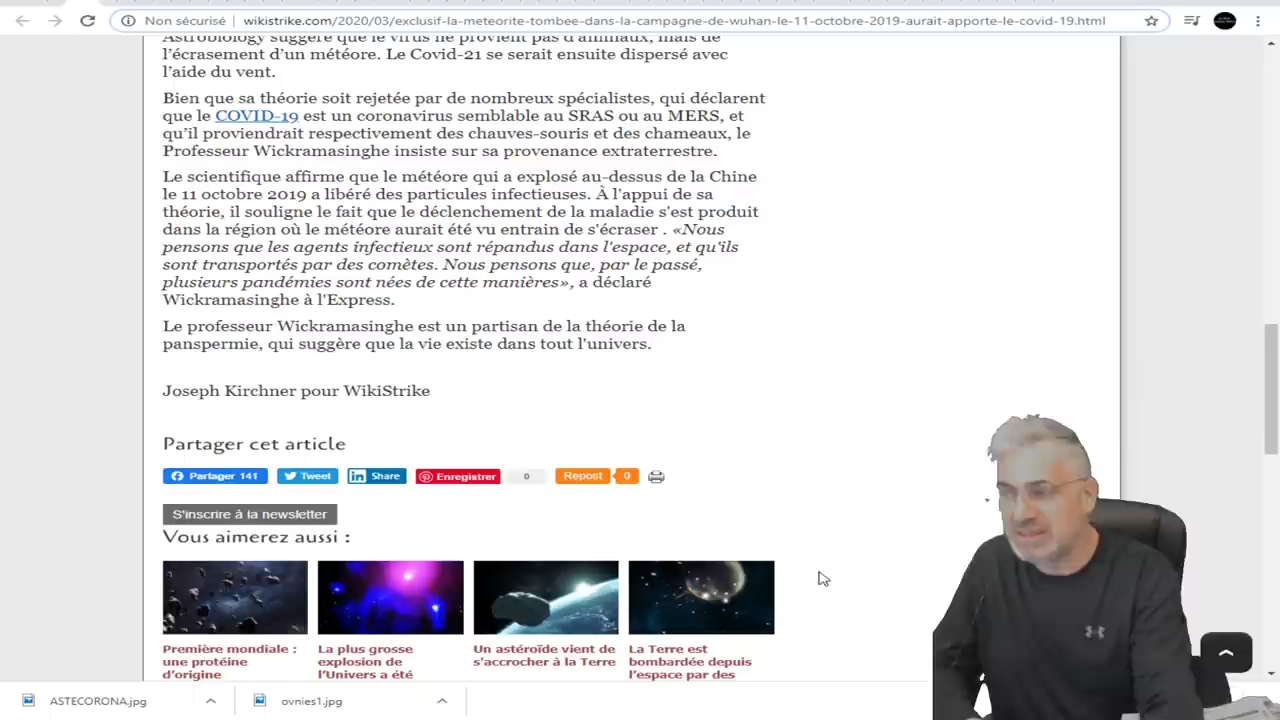 Non sécurisé | wikistrike.com/2020/03/exclusif-la-meteorite-tombee-dans-la-campagne-de-wuhan-le-11-octobre-2019-aurait-apporte-le-covid-19.html
Astrobiology suggère que le virus ne provient pas d'animaux, mais de
l'écrasement d'un météore. Le Covid-21 se serait ensuite dispersé avec
l'aide du vent.
Bien que sa théorie soit rejetée par de nombreux spécialistes, qui déclarent
que le COVID-19 est un coronavirus semblable au SRAS ou au MERS, et
qu'il proviendrait respectivement des chauves-souris et des chameaux, le
Professeur Wickramasinghe insiste sur sa provenance extraterrestre.
Le scientifique affirme que le météore qui a explosé au-dessus de la Chine
le 11 octobre 2019 a libéré des particules infectieuses. À l'appui de sa
théorie, il souligne le fait que le déclenchement de la maladie s'est produit
dans la région où le météore aurait été vu entrain de s'écraser . «Nous
pensons que les agents infectieux sont répandus dans l'espace, et qu'ils
sont transportés par des comètes. Nous pensons que, par le passé,
plusieurs pandémies sont nées de cette manières», a déclaré
Wickramasinghe à l'Express.
Le professeur Wickramasinghe est un partisan de la théorie de la
panspermie, qui suggère que la vie existe dans tout l'univers.
Joseph Kirchner pour WikiStrike
Partager cet article
Partager 141 Tweet Share Enregistrer 0 Repost 0
S'inscrire à la newsletter
Vous aimerez aussi :
Première mondiale :
une protéine
d'origine
La plus grosse
explosion de
l'Univers a été
Un astéroïde vient de
s'accrocher à la Terre
La Terre est
bombardée depuis
l'espace par des
ASTECORONA.jpg
ovnies1.jpg